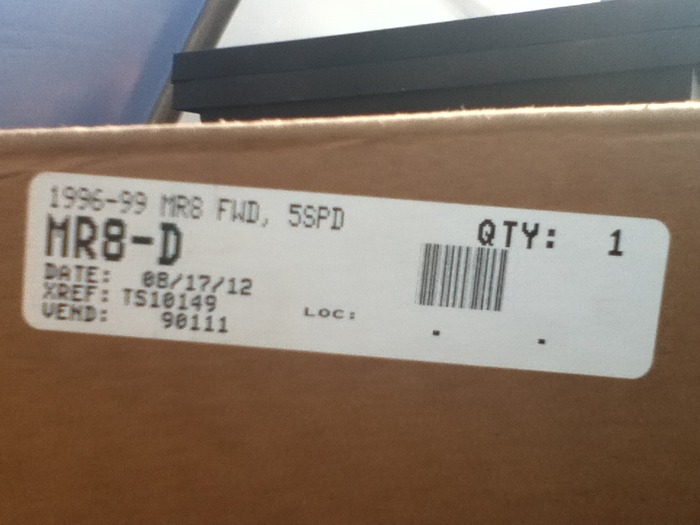 1996-99 MR8 FWD, 5SPD
MR8-D
QTY: 1
DATE: 08/17/12
XREF: TS10149
VEND: 90111
LOC: